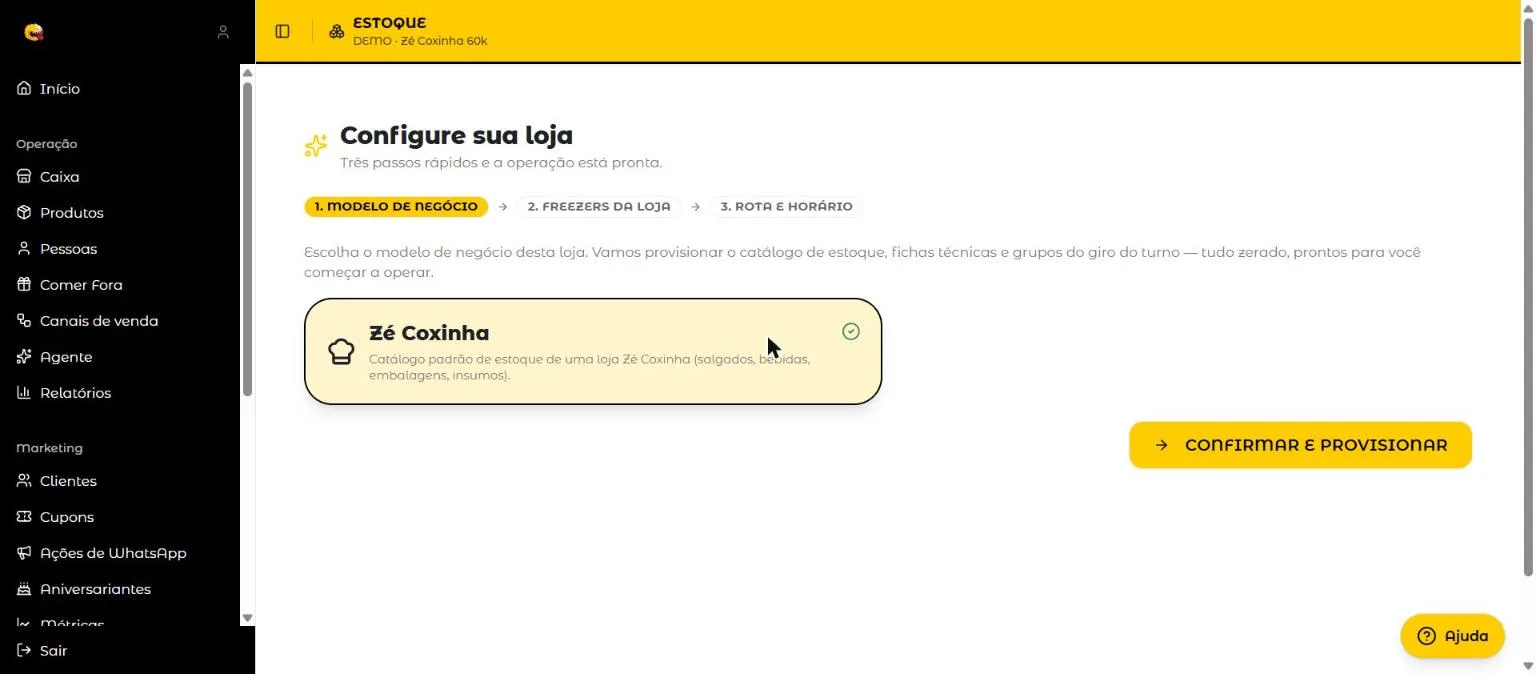 ESTOQUE
DEMO · Zé Coxinha 60k
Início
Operação
Caixa
Produtos
Pessoas
Comer Fora
Canais de venda
Agente
Relatórios
Marketing
Clientes
Cupons
Ações de WhatsApp
Aniversariantes
Métricas
Sair
Configure sua loja
Três passos rápidos e a operação está pronta.
1. MODELO DE NEGÓCIO → 2. FREEZERS DA LOJA → 3. ROTA E HORÁRIO
Escolha o modelo de negócio desta loja. Vamos provisionar o catálogo de estoque, fichas técnicas e grupos do giro do turno — tudo zerado, prontos para você
começar a operar.
Zé Coxinha
Catálogo padrão de estoque de uma loja Zé Coxinha (salgados, bebidas,
embalagens, insumos).
→ CONFIRMAR E PROVISIONAR
Ajuda